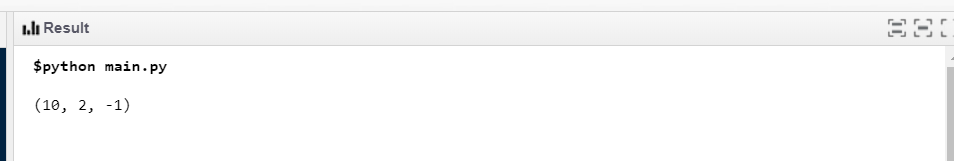 Result
$python main.py
(10, 2, -1)